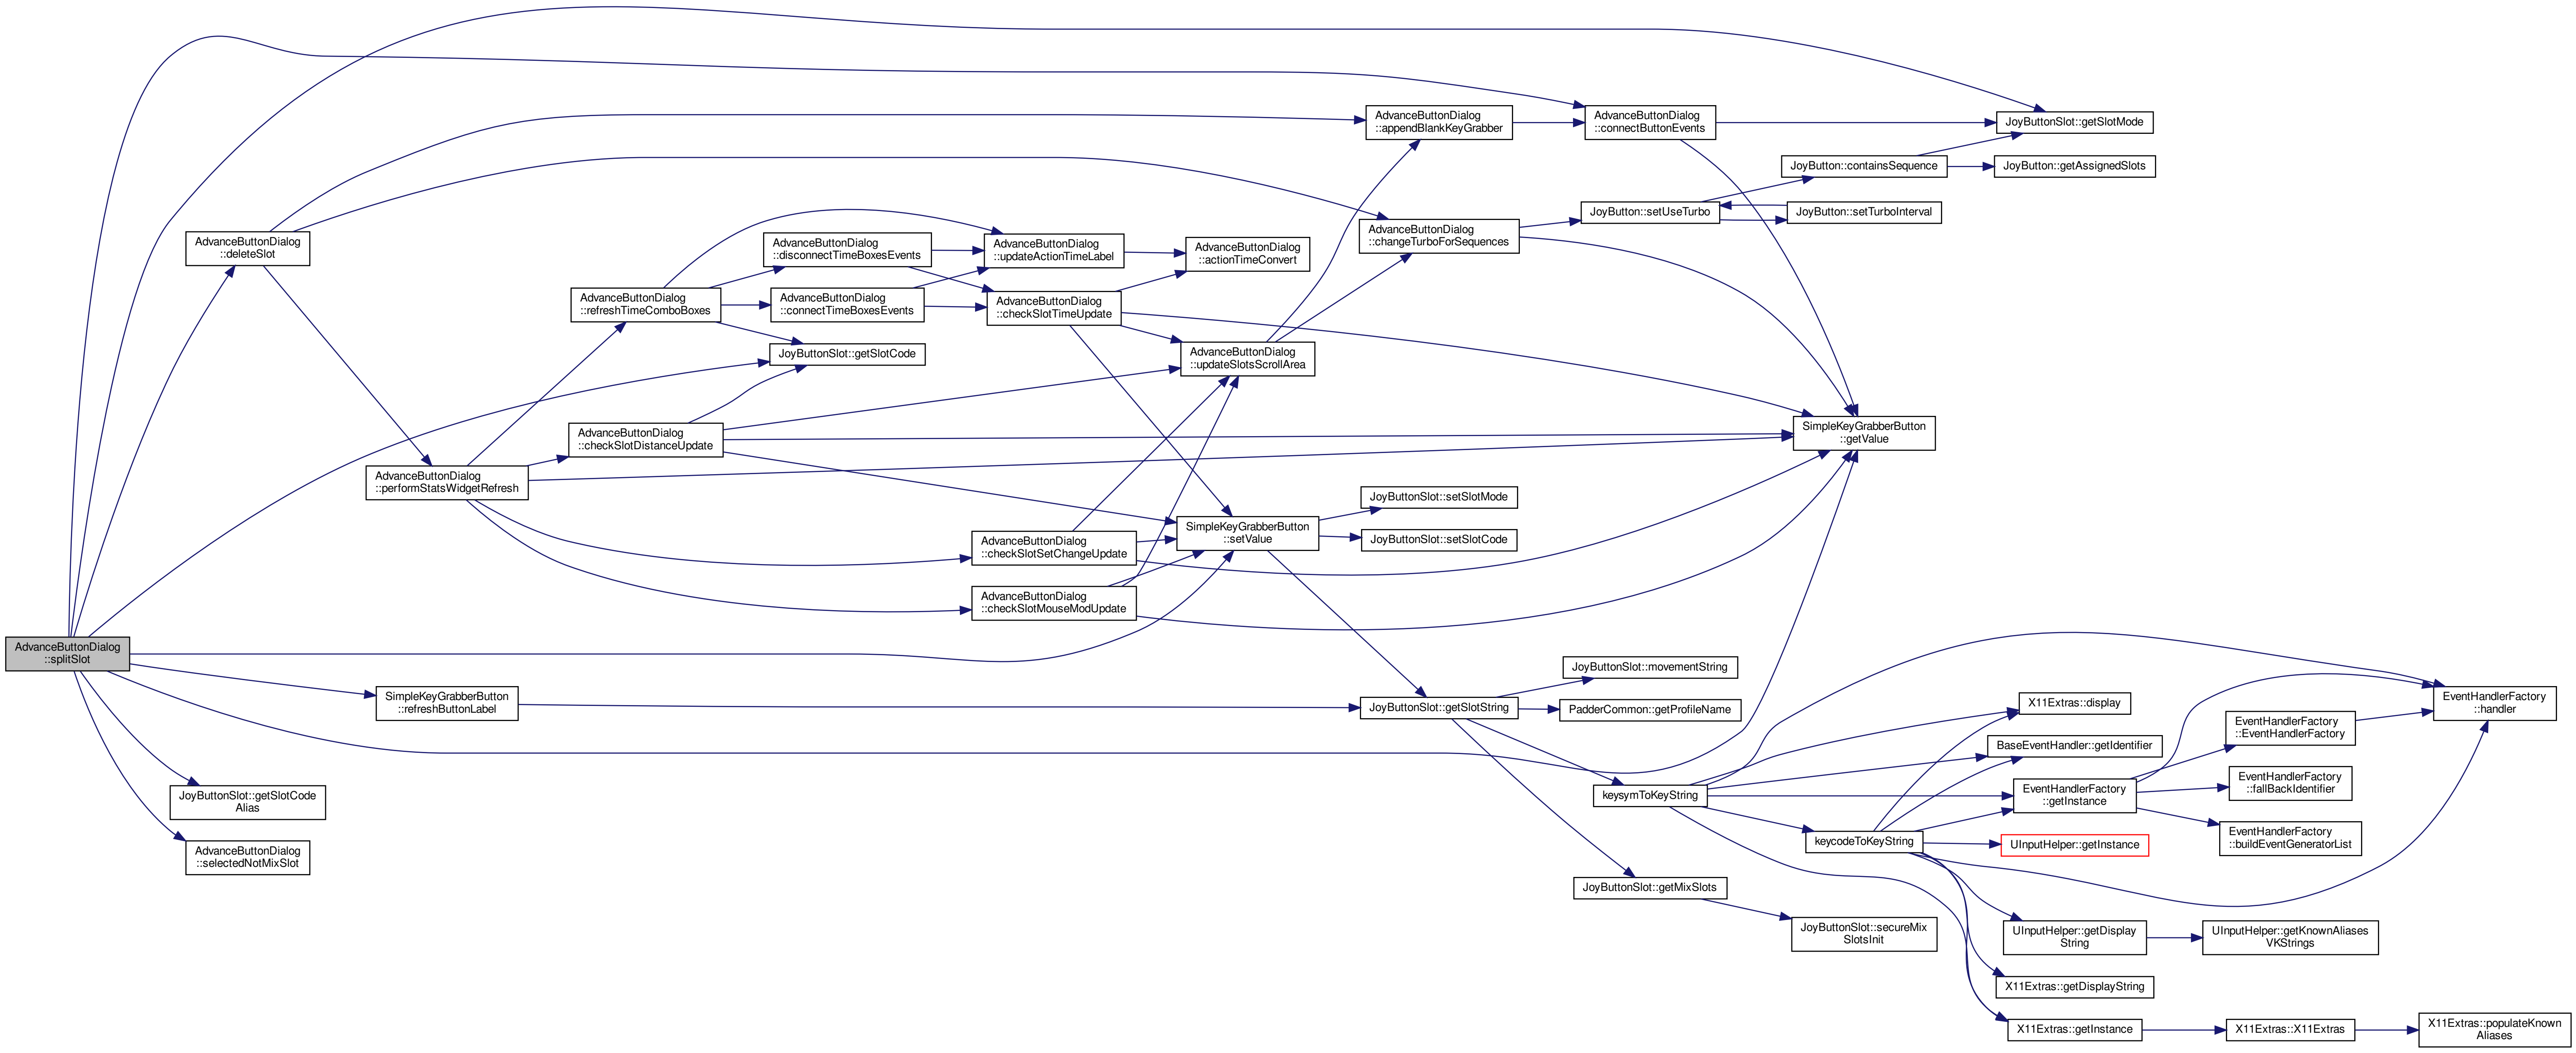 AdvanceButtonDialog
::splitSlot
AdvanceButtonDialog
::deleteSlot
JoyButtonSlot::getSlotCode
Alias
AdvanceButtonDialog
::selectedNotMixSlot
AdvanceButtonDialog
::performStatsWidgetRefresh
SimpleKeyGrabberButton
::refreshButtonLabel
AdvanceButtonDialog
::refreshTimeComboBoxes
AdvanceButtonDialog
::checkSlotDistanceUpdate
AdvanceButtonDialog
::disconnectTimeBoxesEvents
AdvanceButtonDialog
::connectTimeBoxesEvents
JoyButtonSlot::getSlotCode
AdvanceButtonDialog
::updateActionTimeLabel
AdvanceButtonDialog
::checkSlotTimeUpdate
AdvanceButtonDialog
::checkSlotSetChangeUpdate
AdvanceButtonDialog
::checkSlotMouseModUpdate
AdvanceButtonDialog
::actionTimeConvert
AdvanceButtonDialog
::updateSlotsScrollArea
SimpleKeyGrabberButton
::setValue
AdvanceButtonDialog
::appendBlankKeyGrabber
AdvanceButtonDialog
::changeTurboForSequences
JoyButtonSlot::setSlotMode
JoyButtonSlot::setSlotCode
JoyButtonSlot::getSlotString
AdvanceButtonDialog
::connectButtonEvents
JoyButton::setUseTurbo
JoyButtonSlot::movementString
PadderCommon::getProfileName
keysymToKeyString
JoyButtonSlot::getMixSlots
JoyButton::containsSequence
JoyButton::setTurboInterval
SimpleKeyGrabberButton
::getValue
keycodeToKeyString
JoyButtonSlot::secureMix
SlotsInit
JoyButtonSlot::getSlotMode
JoyButton::getAssignedSlots
X11Extras::display
BaseEventHandler::getIdentifier
EventHandlerFactory
::getInstance
UInputHelper::getInstance
UInputHelper::getDisplay
String
X11Extras::getDisplayString
X11Extras::getInstance
EventHandlerFactory
::EventHandlerFactory
EventHandlerFactory
::fallBackIdentifier
EventHandlerFactory
::buildEventGeneratorList
UInputHelper::getKnownAliases
VKStrings
X11Extras::X11Extras
EventHandlerFactory
::handler
X11Extras::populateKnown
Aliases